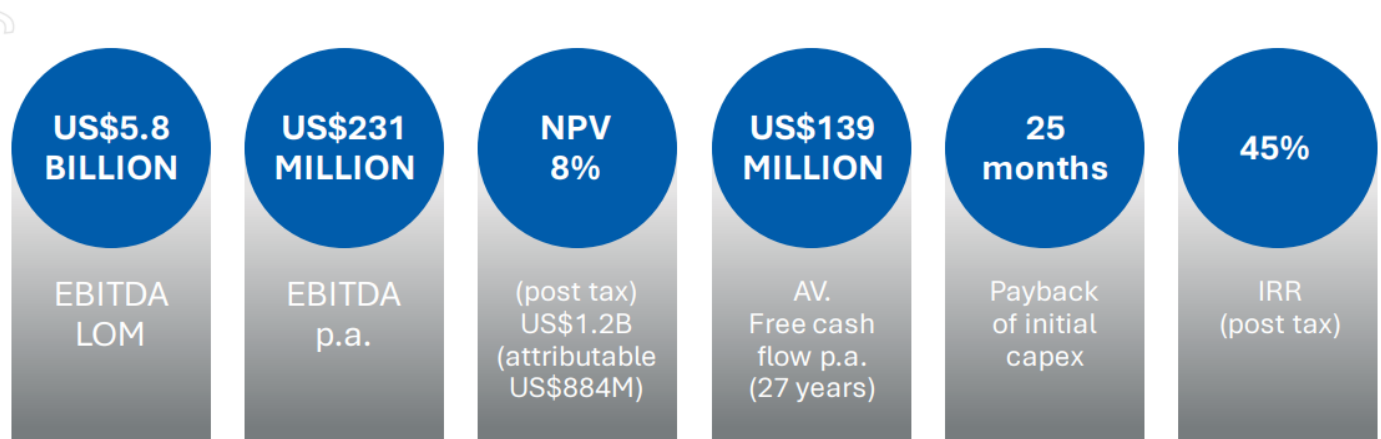 US$5.8
BILLION
EBITDA
LOM
US$231
MILLION
EBITDA
p.a.
NPV
8%
(post tax)
US$1.2B
(attributable
US$884M)
US$139
MILLION
AV.
Free cash
flow p.a.
(27 years)
25
months
Payback
of initial
capex
45%
IRR
(post tax)